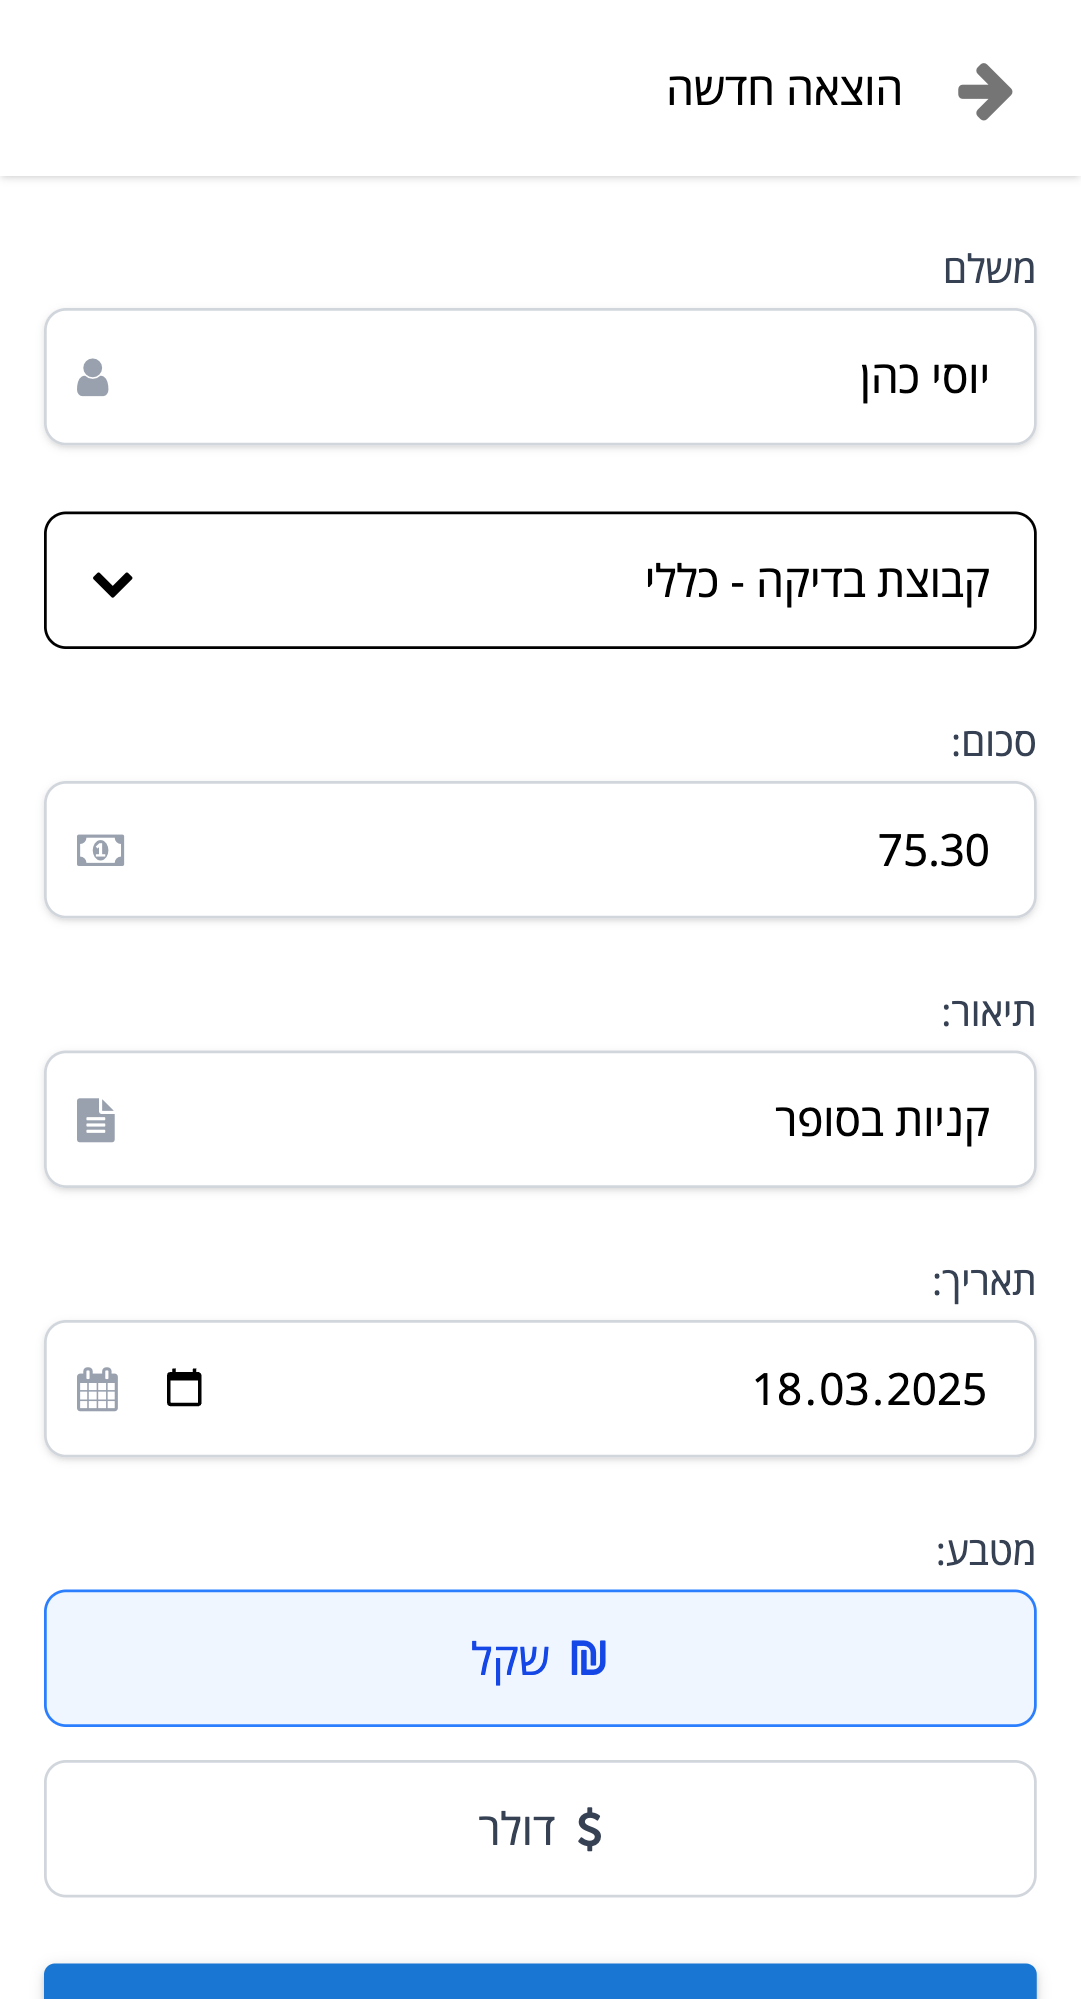 הוצאה חדשה
משלם
יוסי כהן
קבוצת בדיקה - כללי
סכום:
75.30
תיאור:
קניות בסופר
תאריך:
18.03.2025
מטבע:
₪ שקל
$ דולר